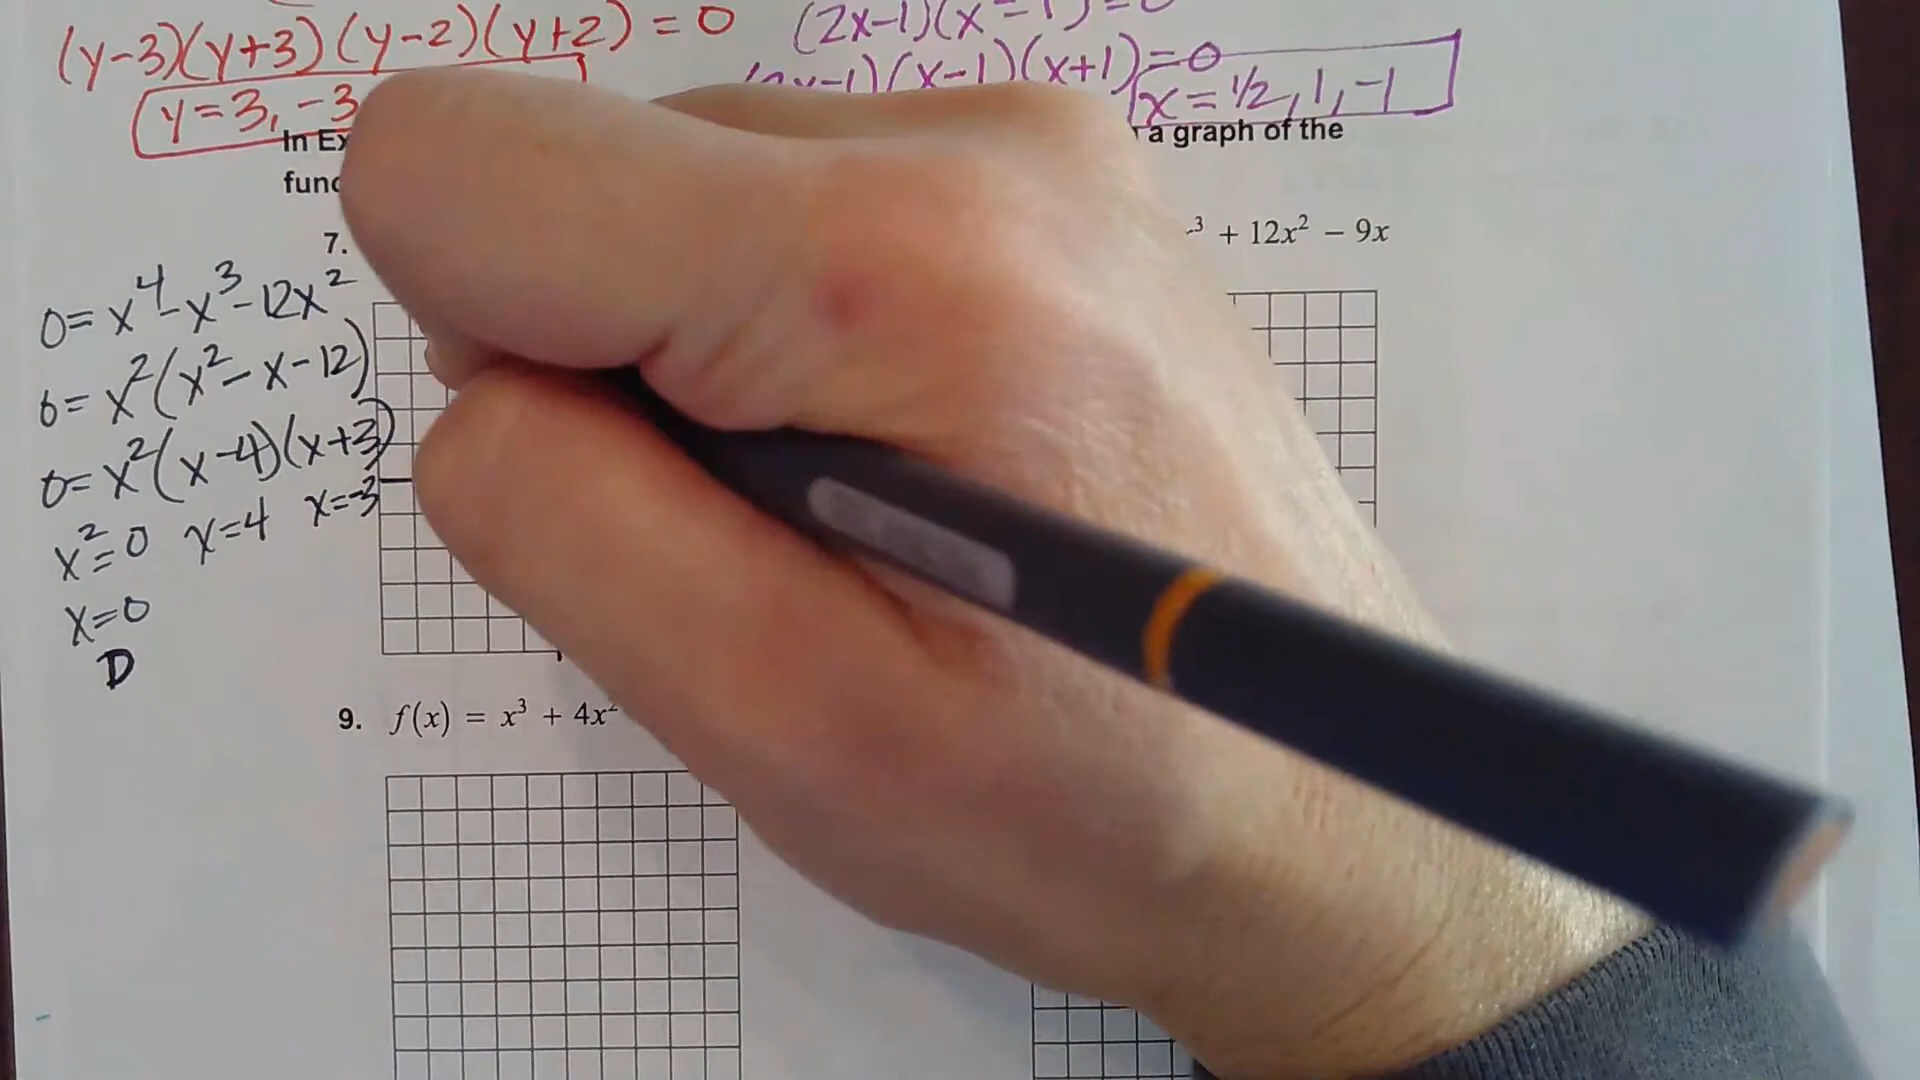 (y-3)(y+3)(y-2)(y+2) = 0
y = 3, -3
(2x-1)(x
-1)(x-1)(x+1) = 0
x = 1/2, 1, -1
In Ex
a graph of the
func
7.
3 + 12x² − 9x
0 = x⁴ - x³ - 12x²
0 = x²(x² - x - 12)
0 = x²(x-4)(x+3)
x² = 0 x = 4 x = -3
x = 0
D
9. f(x) = x³ + 4x²